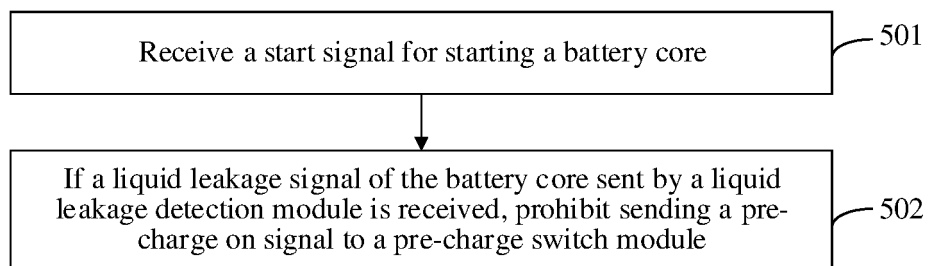 Receive a start signal for starting a battery core
501
If a liquid leakage signal of the battery core sent by a liquid
leakage detection module is received, prohibit sending a pre-
charge on signal to a pre-charge switch module
502